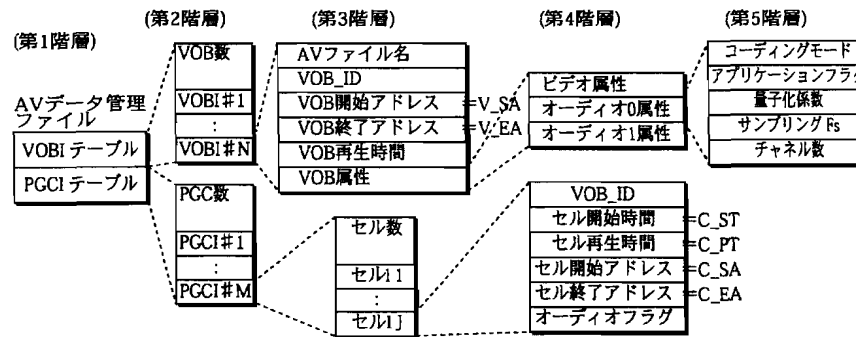 (第1階層)
(第2階層)
(第3階層)
(第4階層)
(第5階層)
AVデータ管理
ファイル
VOBIテーブル
PGCIテーブル
VOB数
VOBI#1
:
VOBI#N
PGC数
PGCI#1
:
PGCI#M
AVファイル名
VOB_ID
VOB開始アドレス =V_SA
VOB終了アドレス =V_EA
VOB再生時間
VOB属性
セル数
セル11
:
セル1J
ビデオ属性
オーディオ0属性
オーディオ1属性
VOB_ID
セル開始時間 =C_ST
セル再生時間 =C_PT
セル開始アドレス =C_SA
セル終了アドレス =C_EA
オーディオフラグ
コーディングモード
アプリケーションフラグ
量子化係数
サンプリングFs
チャネル数